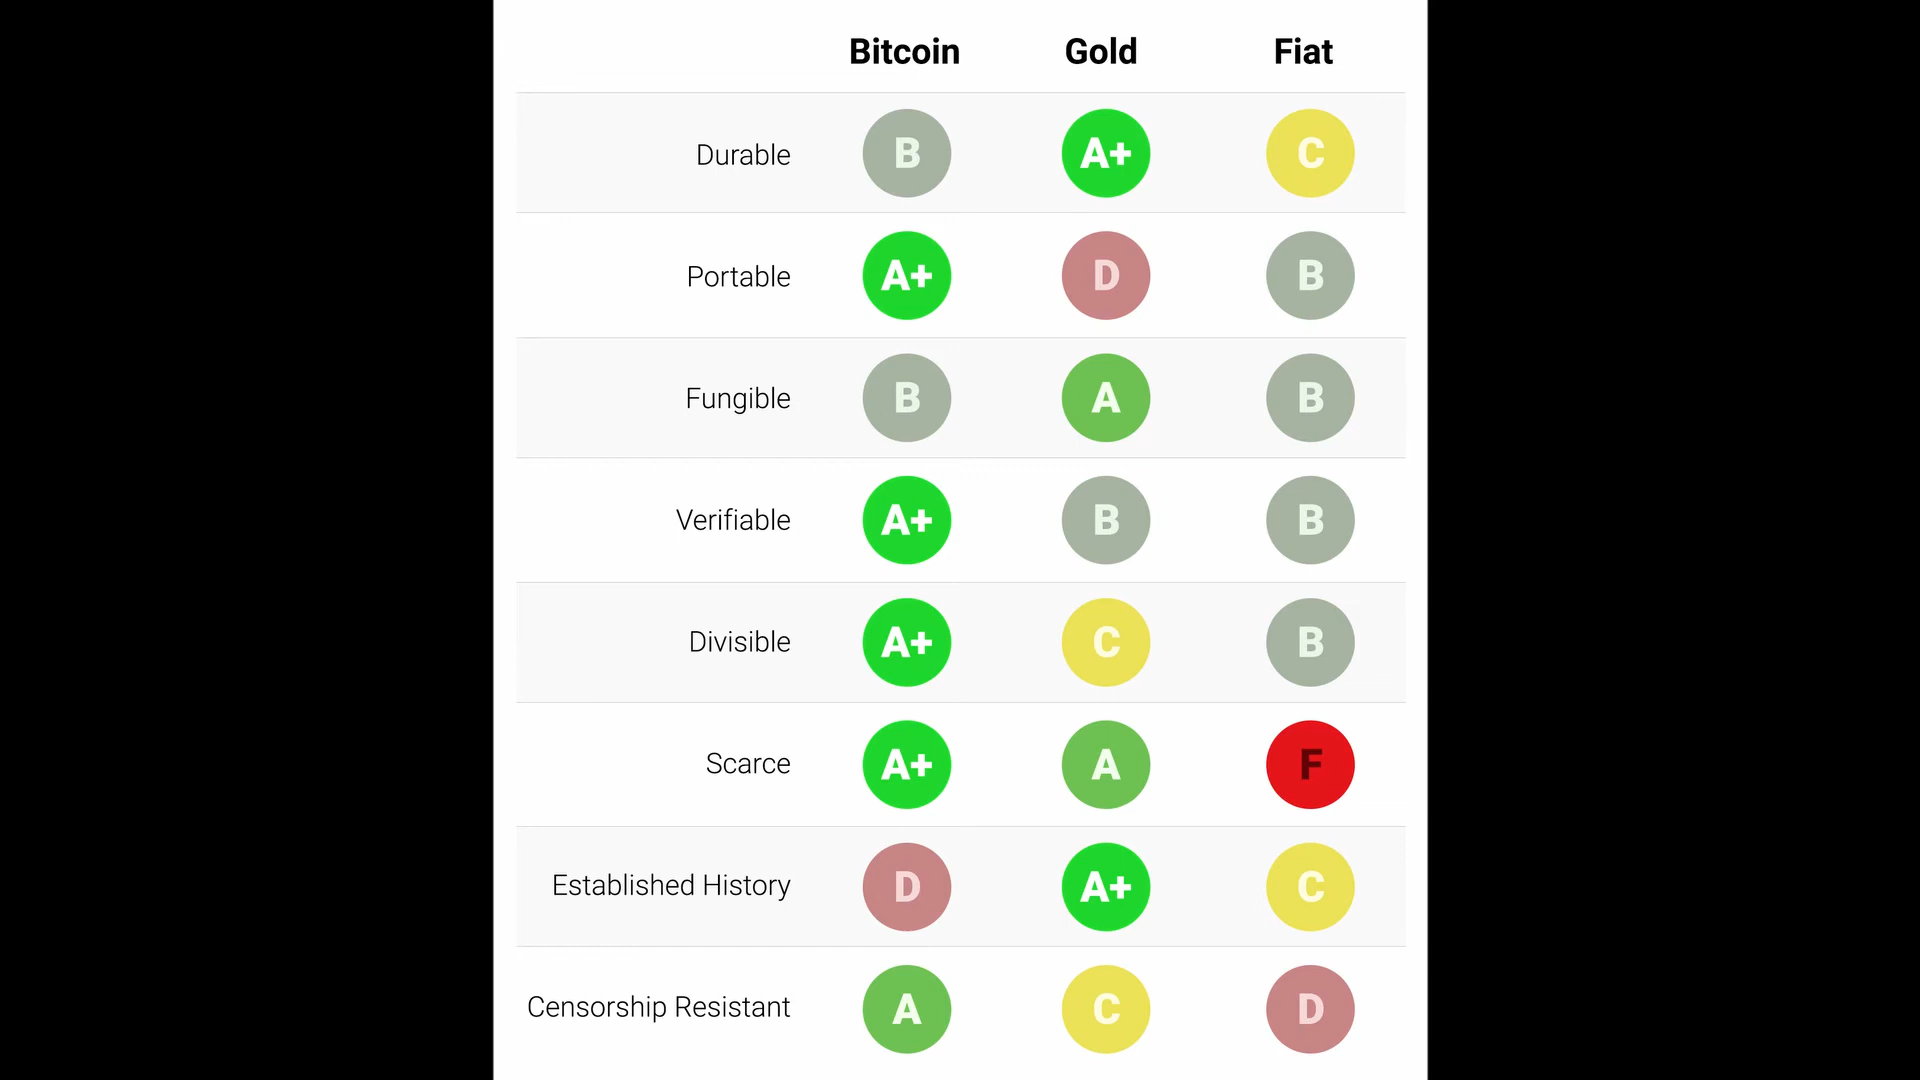 Bitcoin Gold Fiat
Durable B A+ C
Portable A+ D B
Fungible B A B
Verifiable A+ B B
Divisible A+ C B
Scarce A+ A F
Established History D A+ C
Censorship Resistant A C D